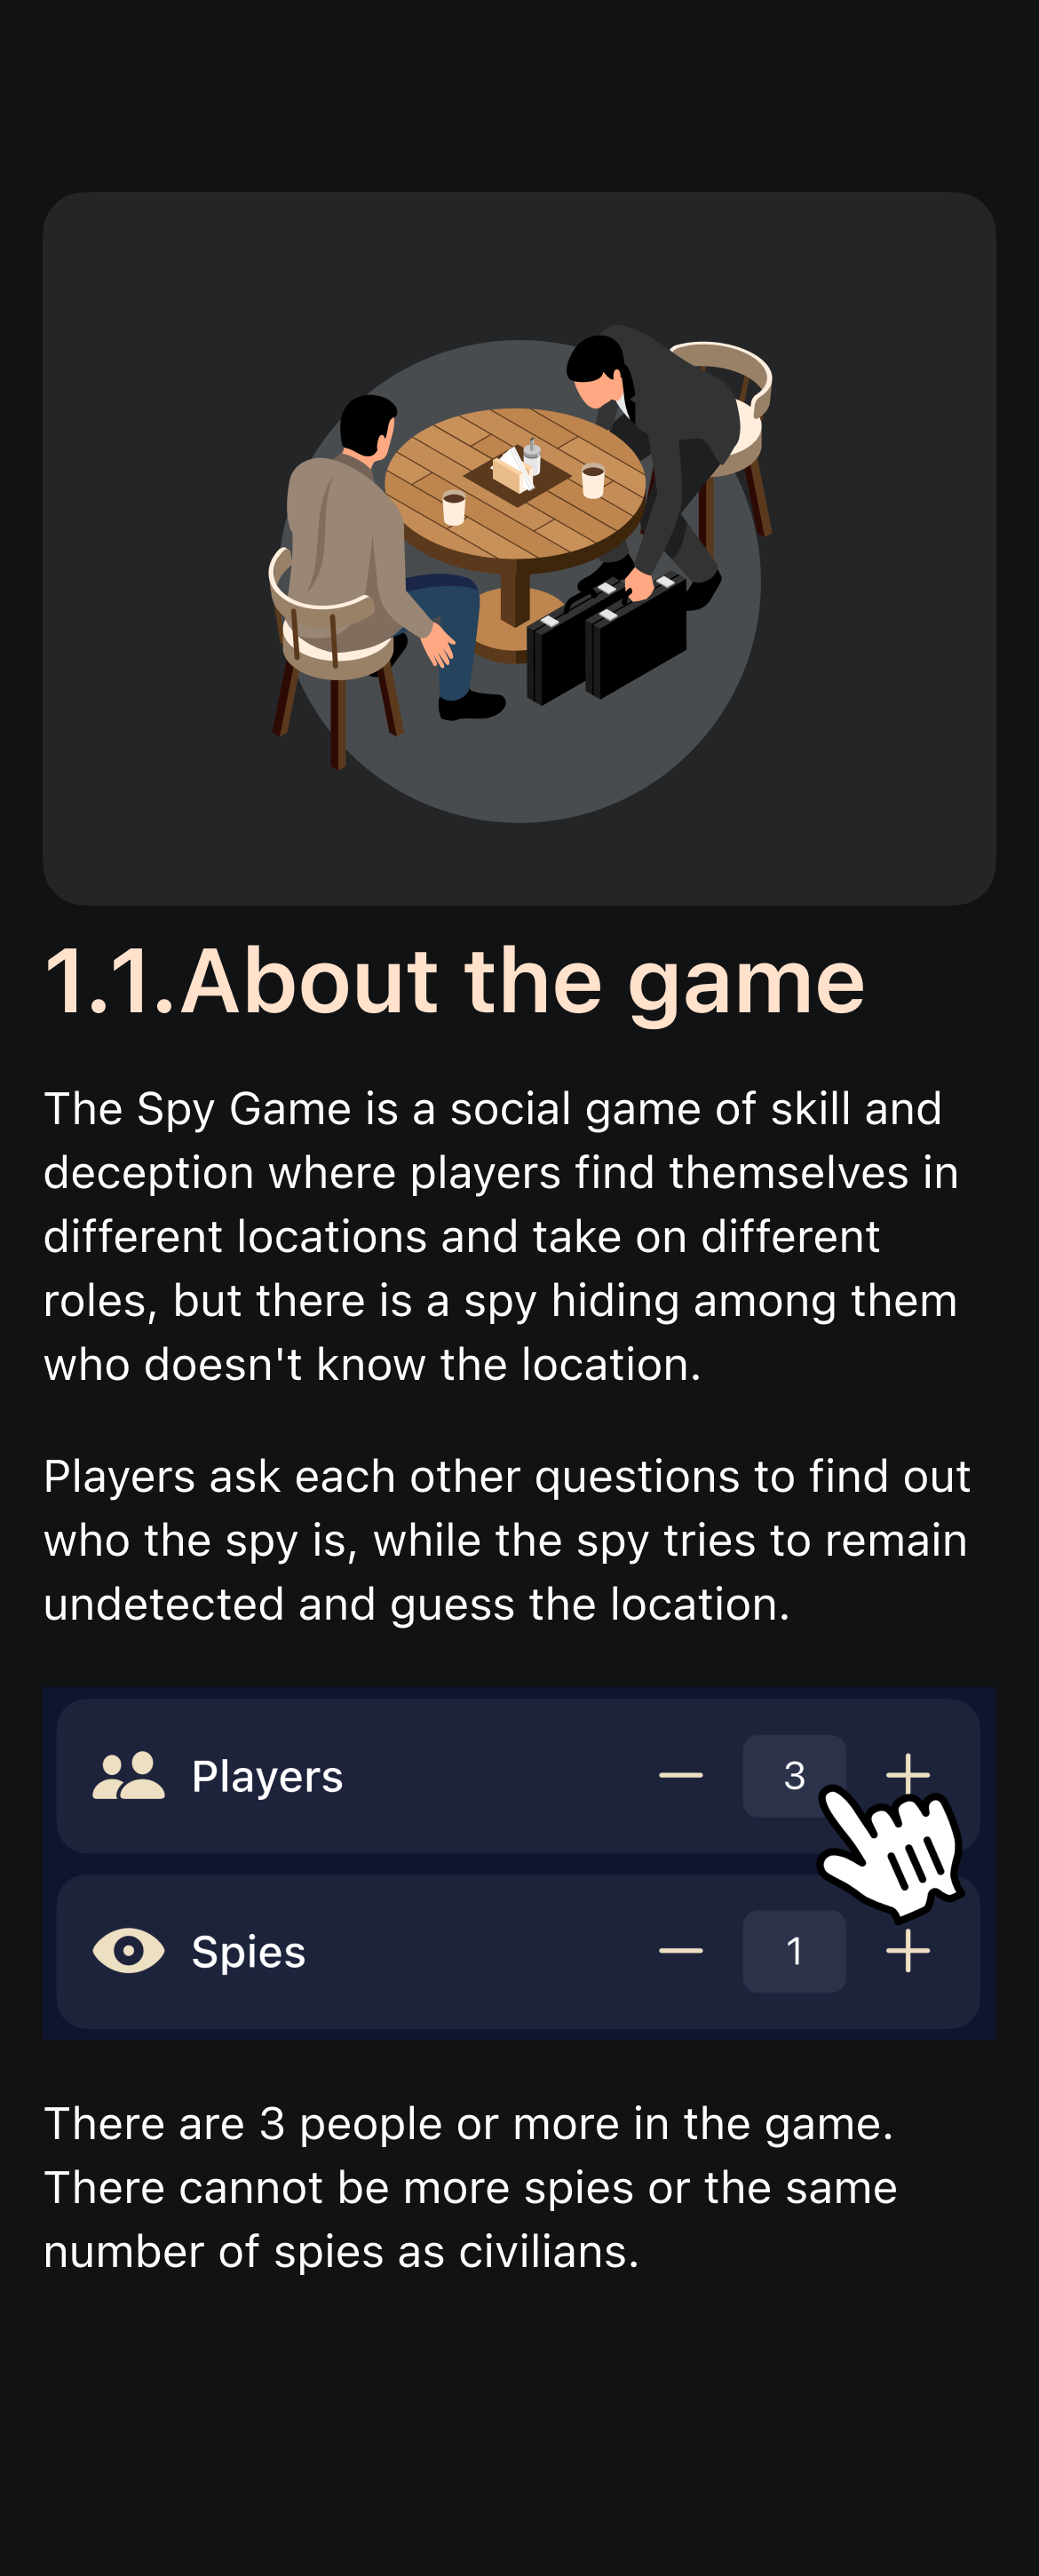 1.1.About the game
The Spy Game is a social game of skill and
deception where players find themselves in
different locations and take on different
roles, but there is a spy hiding among them
who doesn't know the location.
Players ask each other questions to find out
who the spy is, while the spy tries to remain
undetected and guess the location.
Players — 3 +
Spies — 1 +
There are 3 people or more in the game.
There cannot be more spies or the same
number of spies as civilians.